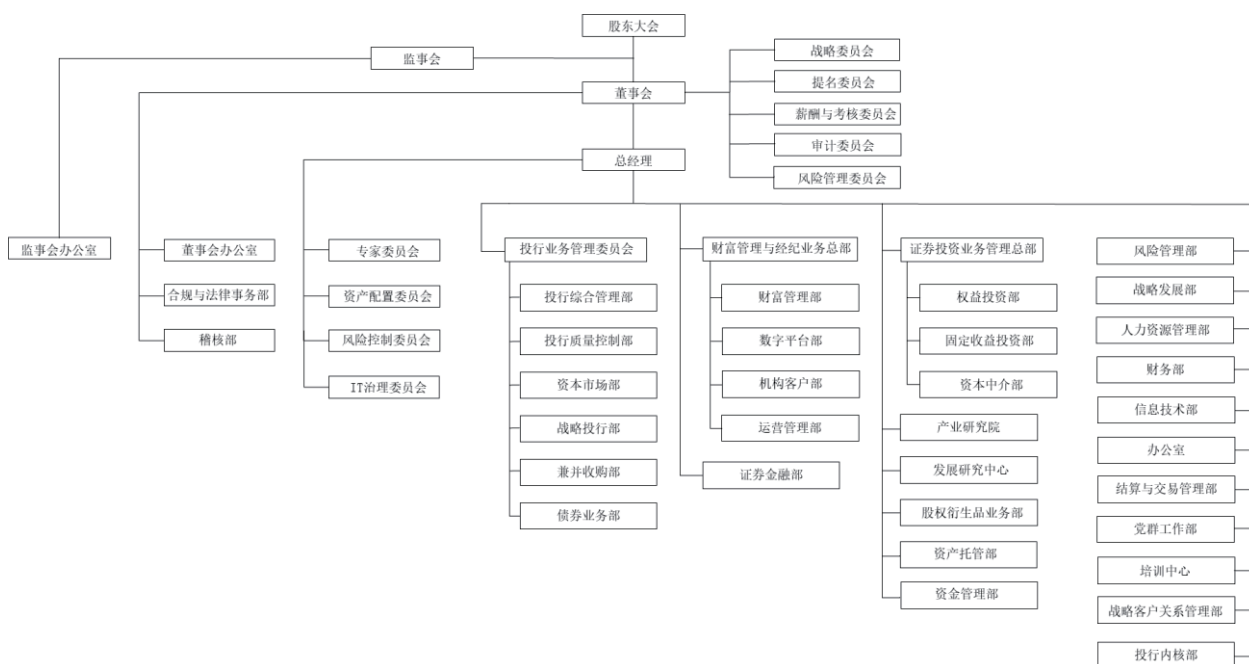 股东大会
监事会
董事会
战略委员会
提名委员会
薪酬与考核委员会
审计委员会
风险管理委员会
总经理
监事会办公室
董事会办公室
合规与法律事务部
稽核部
专家委员会
资产配置委员会
风险控制委员会
IT治理委员会
投行业务管理委员会
投行综合管理部
投行质量控制部
资本市场部
战略投行部
兼并收购部
债券业务部
财富管理与经纪业务总部
财富管理部
数字平台部
机构客户部
运营管理部
证券金融部
证券投资业务管理总部
权益投资部
固定收益投资部
资本中介部
产业研究院
发展研究中心
股权衍生品业务部
资产托管部
资金管理部
风险管理部
战略发展部
人力资源管理部
财务部
信息技术部
办公室
结算与交易管理部
党群工作部
培训中心
战略客户关系管理部
投行内核部